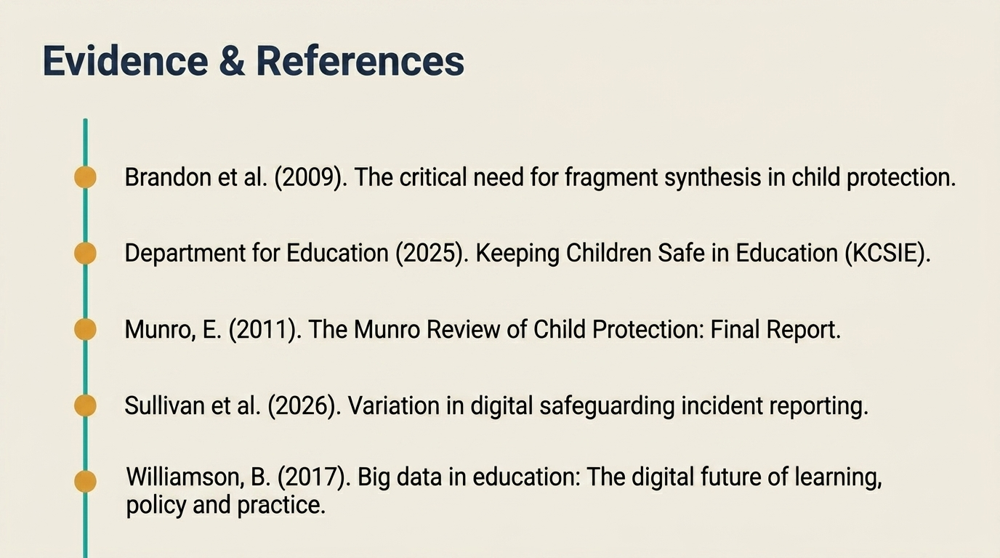 Evidence & References
Brandon et al. (2009). The critical need for fragment synthesis in child protection.
Department for Education (2025). Keeping Children Safe in Education (KCSIE).
Munro, E. (2011). The Munro Review of Child Protection: Final Report.
Sullivan et al. (2026). Variation in digital safeguarding incident reporting.
Williamson, B. (2017). Big data in education: The digital future of learning,
policy and practice.